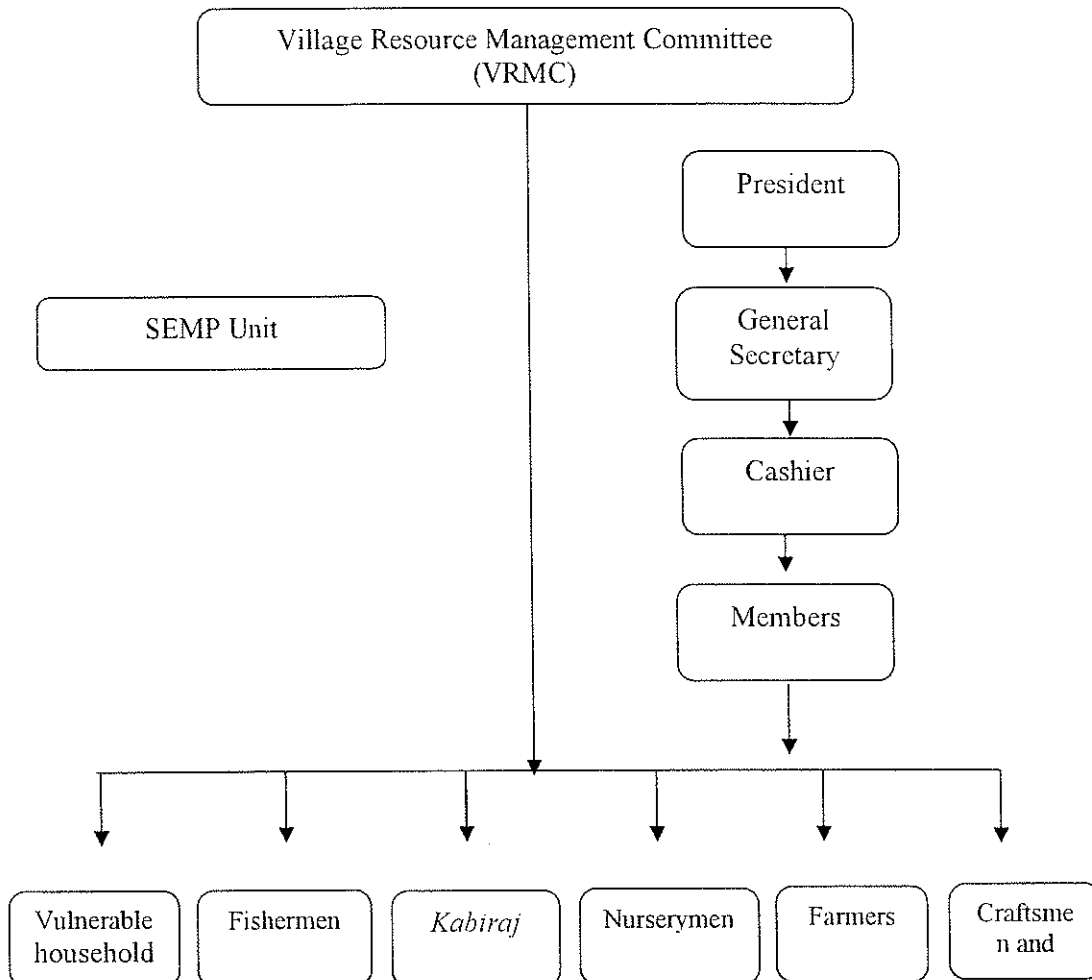 Village Resource Management Committee
(VRMC)
President
SEMP Unit
General
Secretary
Cashier
Members
Vulnerable
household
Fishermen
Kabiraj
Nurserymen
Farmers
Craftsme
n and